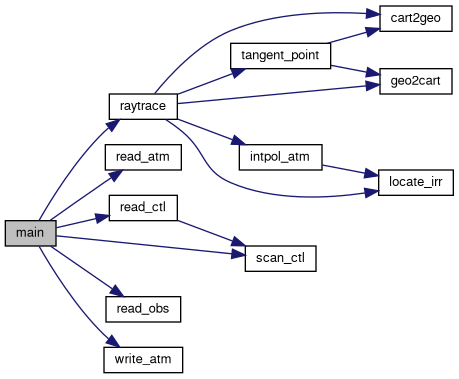 cart2geo
tangent_point
geo2cart
raytrace
read_atm
intpol_atm
locate_irr
read_ctl
main
scan_ctl
read_obs
write_atm